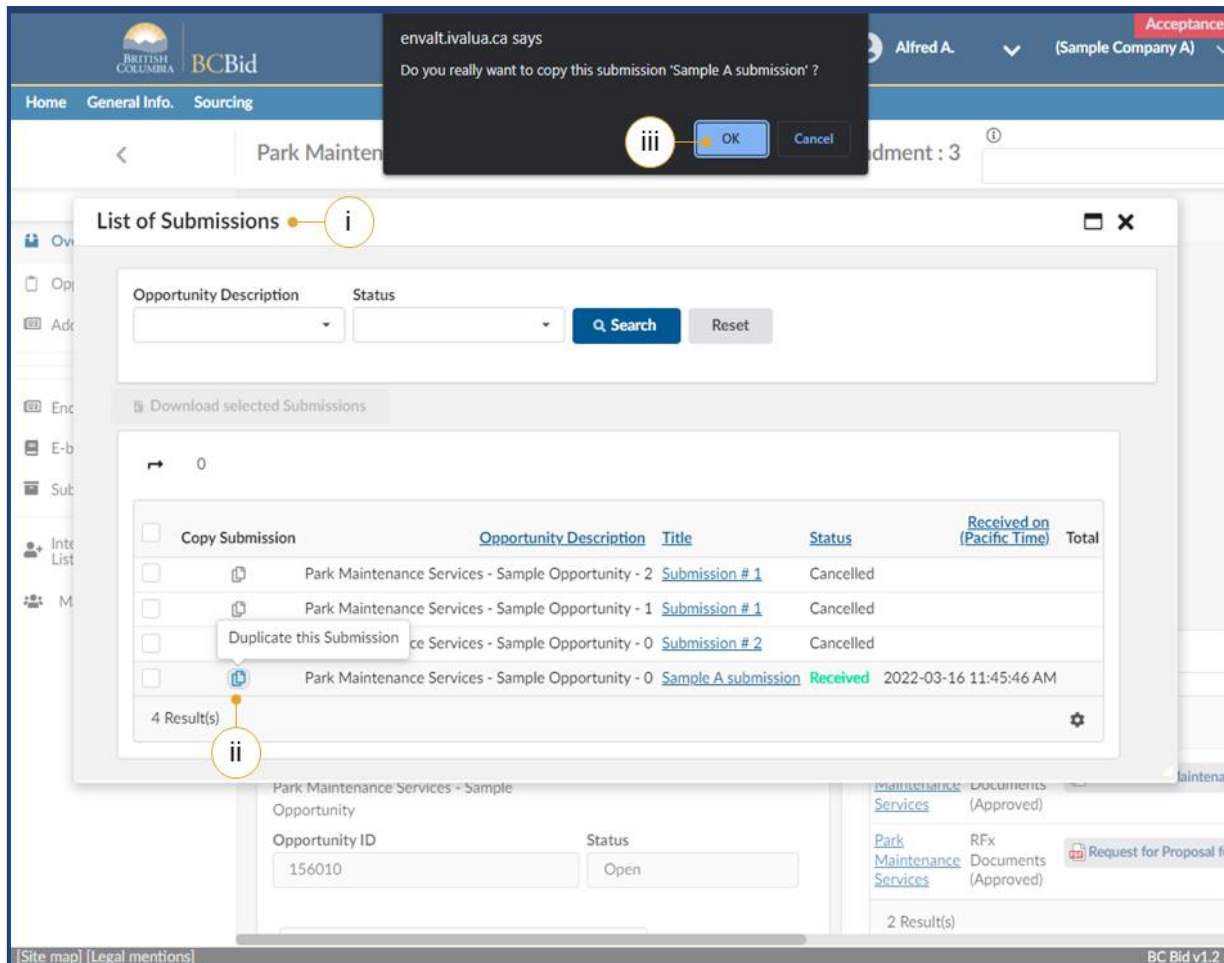 Acceptance
BRITISH COLUMBIA
BCBid
envalt.ivalua.ca says
Do you really want to copy this submission 'Sample A submission' ?
OK
Cancel
iii
Alfred A.
(Sample Company A)
Home General Info. Sourcing
Park Mainten
ndment : 3
List of Submissions
i
Ov
Opp
Add
Enc
E-b
Sub
Inte
List
M
Opportunity Description Status
Search Reset
Download selected Submissions
0
Copy Submission Opportunity Description Title Status Received on (Pacific Time) Total
Park Maintenance Services - Sample Opportunity - 2 Submission # 1 Cancelled
Park Maintenance Services - Sample Opportunity - 1 Submission # 1 Cancelled
Duplicate this Submission
ce Services - Sample Opportunity - 0 Submission # 2 Cancelled
Park Maintenance Services - Sample Opportunity - 0 Sample A submission Received 2022-03-16 11:45:46 AM
4 Result(s)
ii
Park Maintenance Services - Sample
Opportunity
Opportunity ID Status
156010 Open
Maintenance Documents
Services (Approved)
Park RFx
Maintenance Documents
Services (Approved)
Request for Proposal f
2 Result(s)
[Site map] [Legal mentions]
BC Bid v1.2